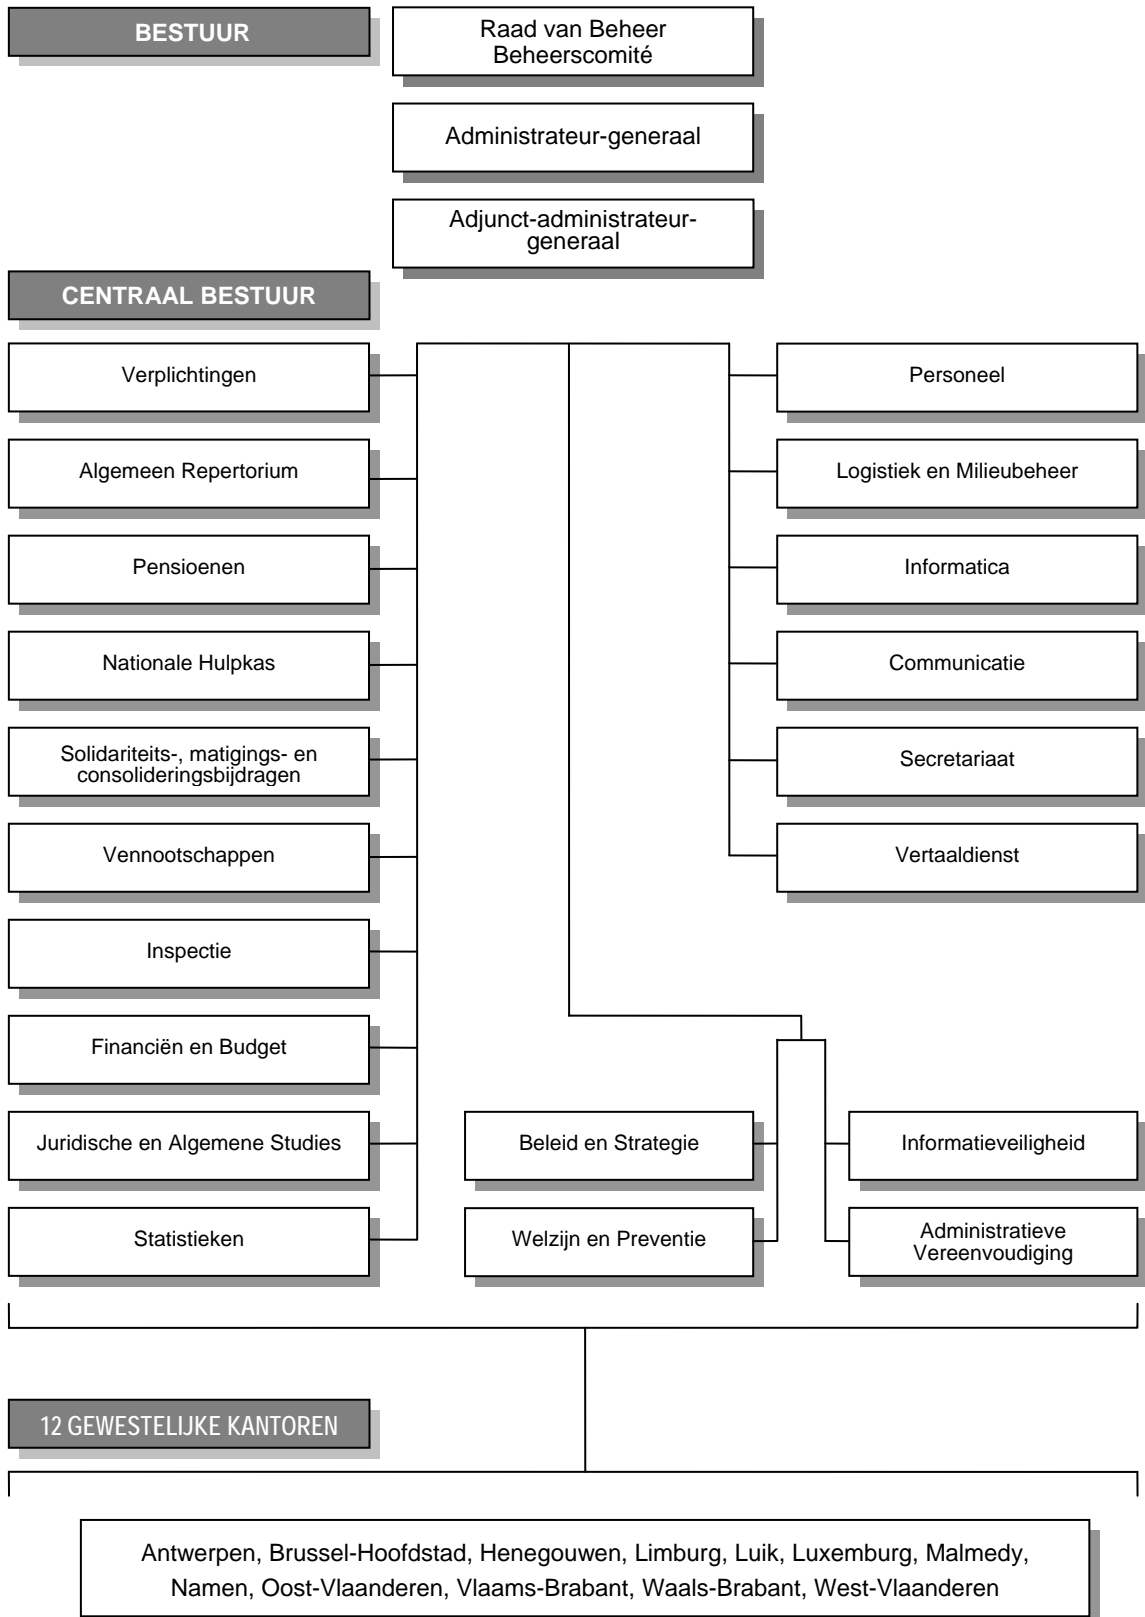 BESTUUR
Raad van Beheer
Beheerscomité
Administrateur-generaal
Adjunct-administrateur-
generaal
CENTRAAL BESTUUR
Verplichtingen
Algemeen Repertorium
Pensioenen
Nationale Hulpkas
Solidariteits-, matigings- en
consolideringsbijdragen
Vennootschappen
Inspectie
Financiën en Budget
Juridische en Algemene Studies
Statistieken
Personeel
Logistiek en Milieubeheer
Informatica
Communicatie
Secretariaat
Vertaaldienst
Beleid en Strategie
Welzijn en Preventie
Informatieveiligheid
Administratieve
Vereenvoudiging
12 GEWESTELIJKE KANTOREN
Antwerpen, Brussel-Hoofdstad, Henegouwen, Limburg, Luik, Luxemburg, Malmedy,
Namen, Oost-Vlaanderen, Vlaams-Brabant, Waals-Brabant, West-Vlaanderen